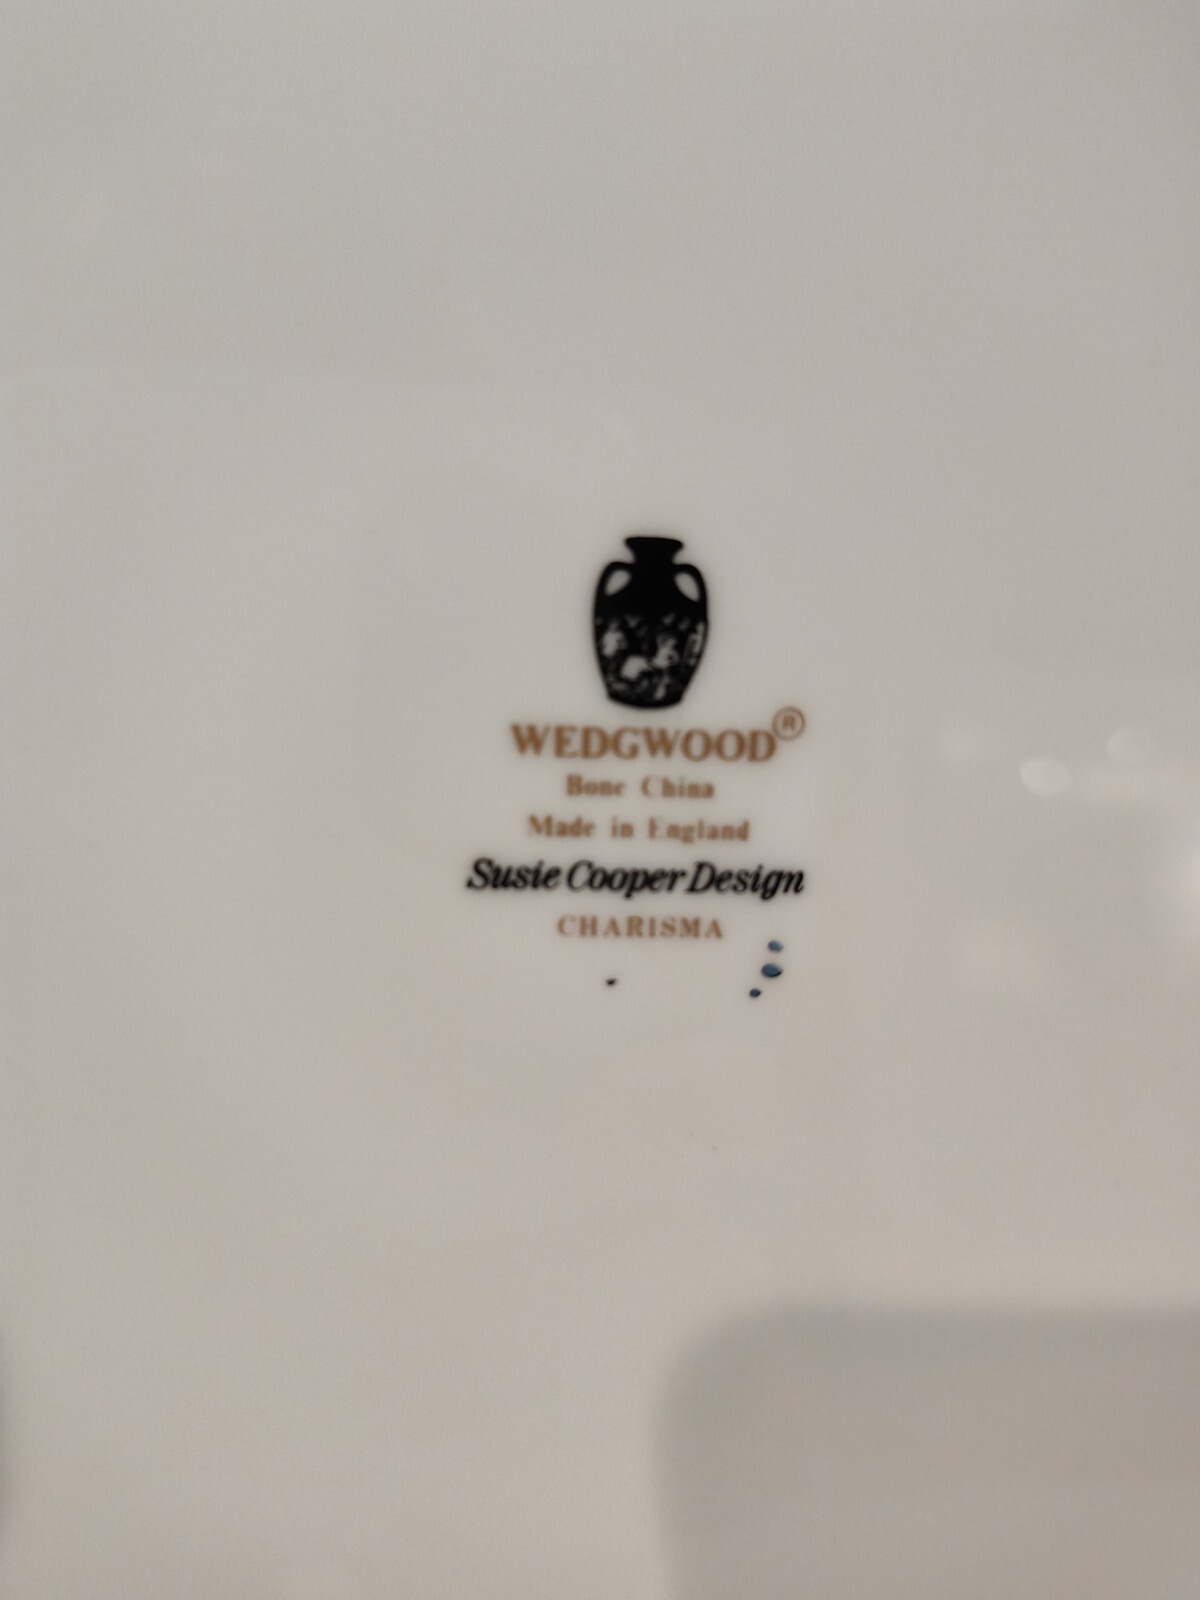 WEDGWOOD®
Bone China
Made in England
Susie Cooper Design
CHARISMA